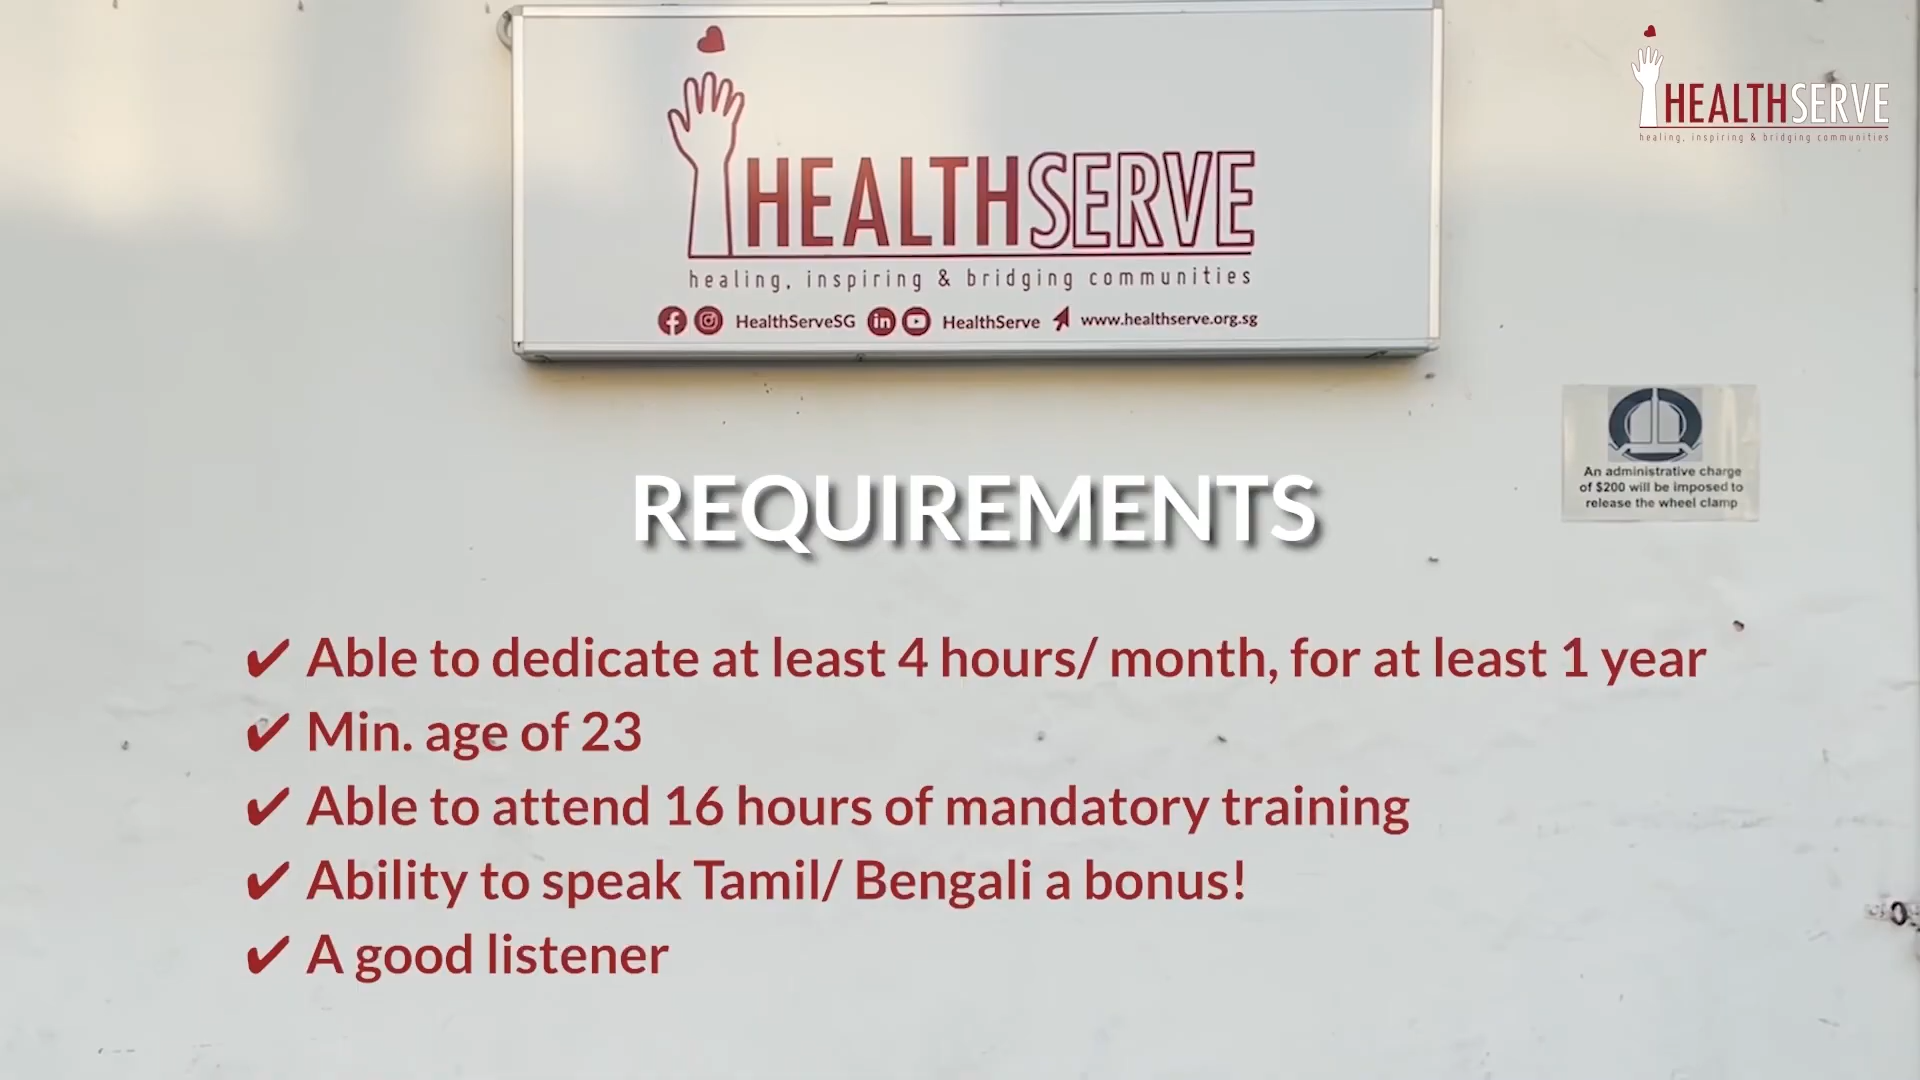 HEALTHSERVE
healing, inspiring & bridging communities
HealthServeSG HealthServe www.healthserve.org.sg
HEALTHSERVE
healing, inspiring & bridging communities
An administrative charge
of $200 will be imposed to
release the wheel clamp
REQUIREMENTS
✔ Able to dedicate at least 4 hours/ month, for at least 1 year
✔ Min. age of 23
✔ Able to attend 16 hours of mandatory training
✔ Ability to speak Tamil/ Bengali a bonus!
✔ A good listener